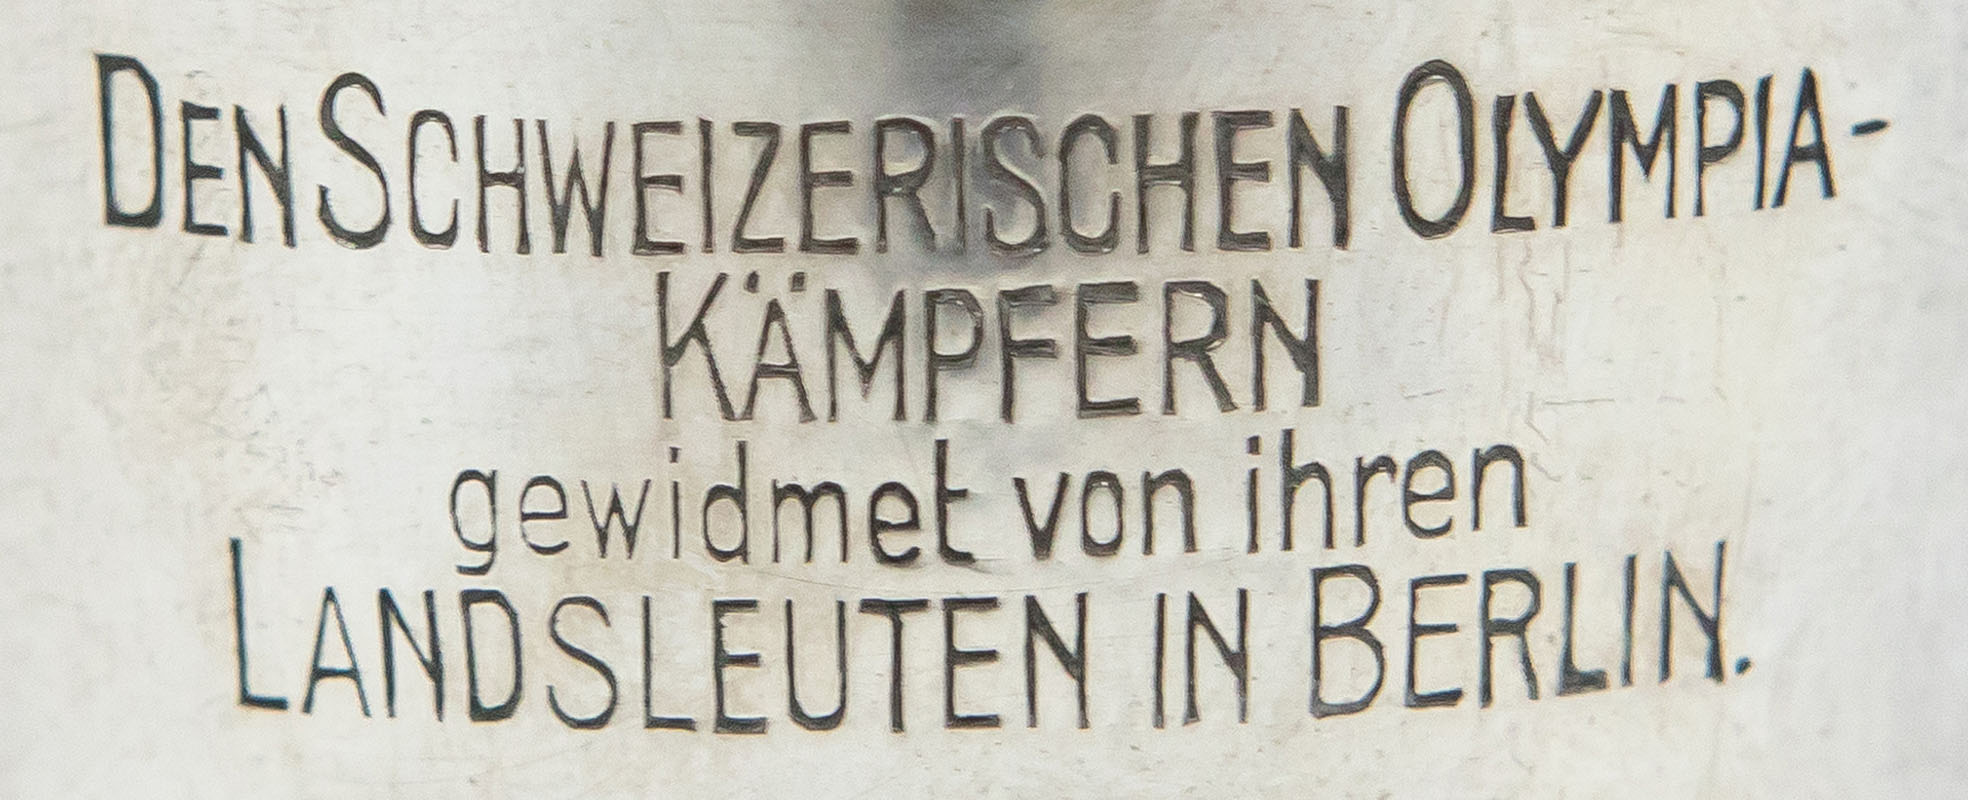 DEN SCHWEIZERISCHEN OLYMPIA-
KÄMPFERN
gewidmet von ihren
LANDSLEUTEN IN BERLIN.